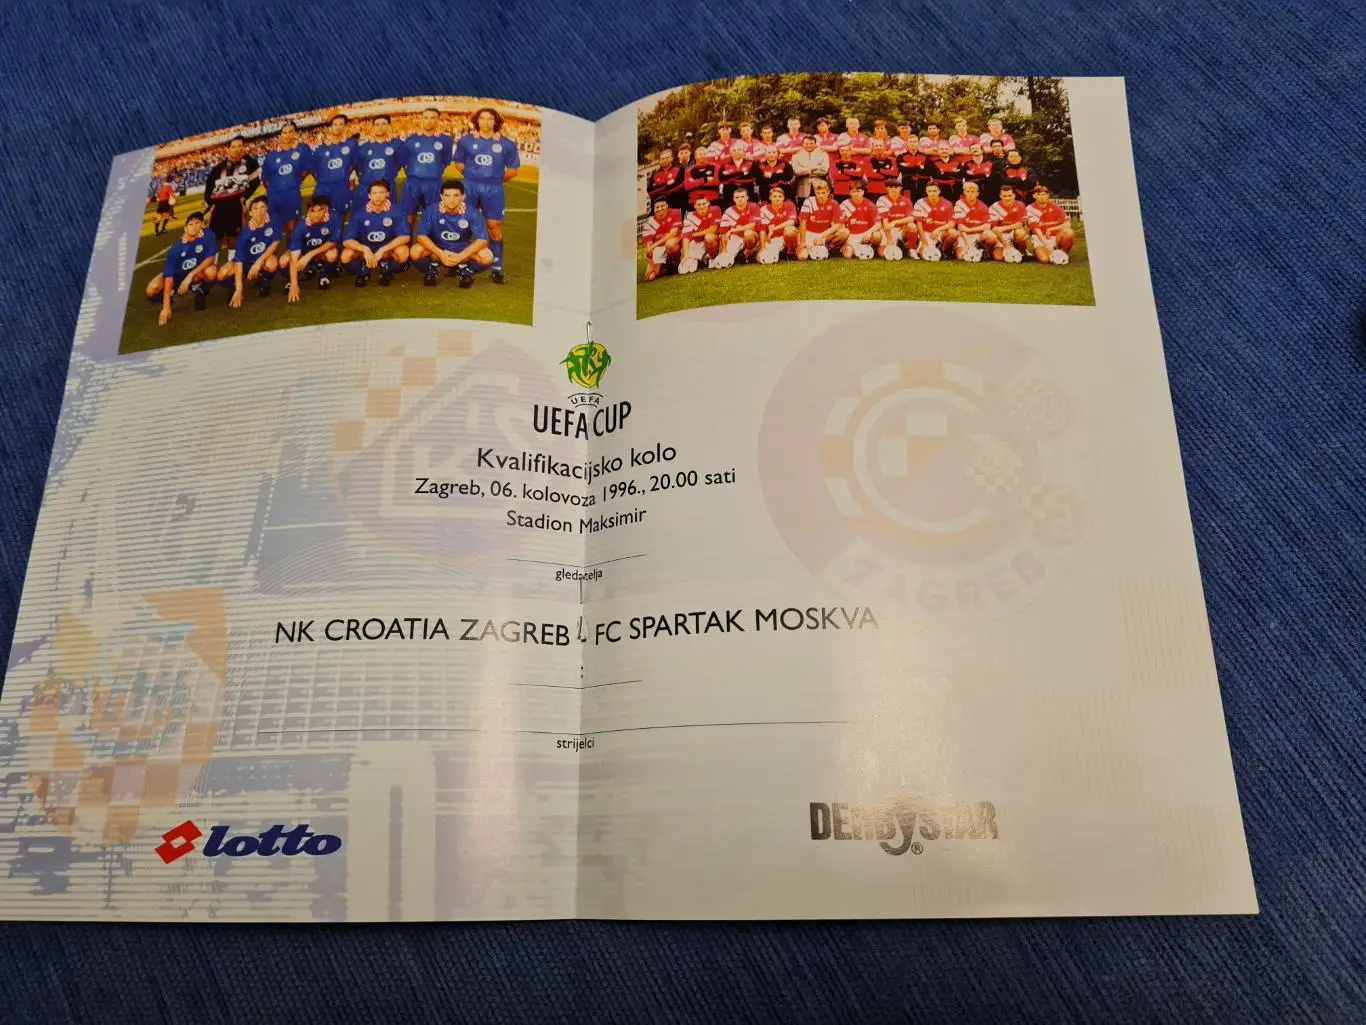 UEFA
UEFA CUP
Kvalifikacijsko kolo
Zagreb, 06. kolovoza 1996., 20.00 sati
Stadion Maksimir
gledatelja
NK CROATIA ZAGREB - FC SPARTAK MOSKVA
:
strijelci
lotto
DERBYSTAR ®
ZAGREB